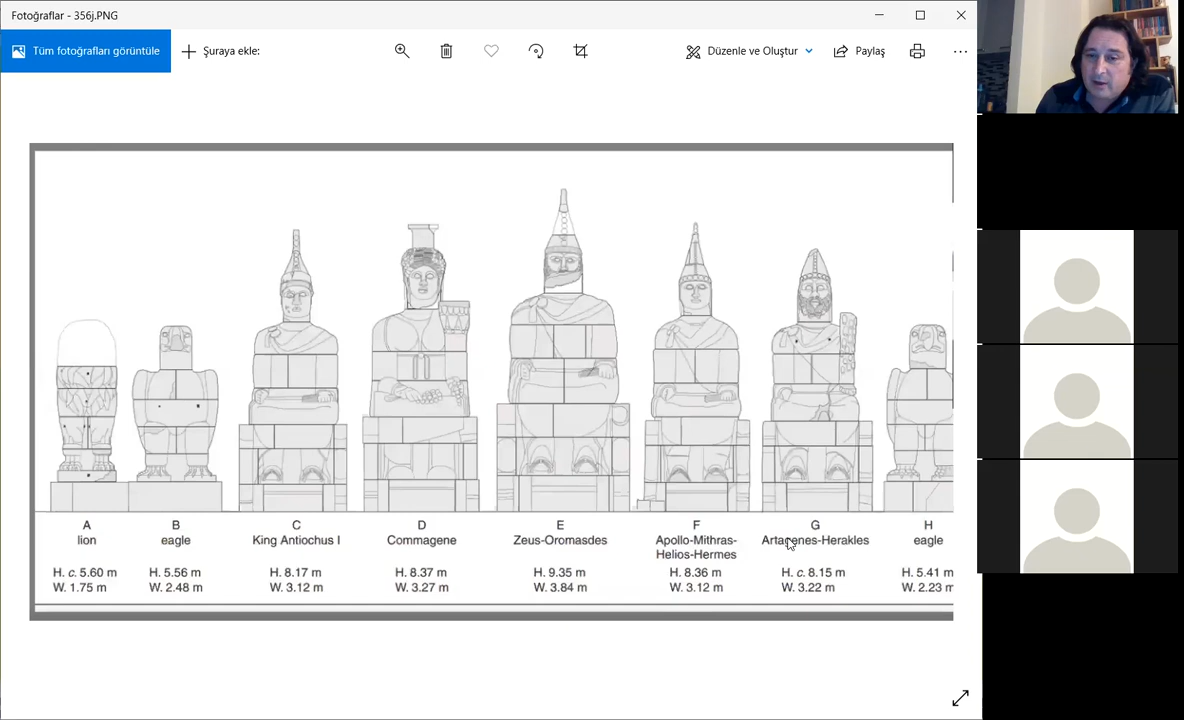 Fotoğraflar - 356j.PNG
Tüm fotoğrafları görüntüle
Şuraya ekle:
Düzenle ve Oluştur
Paylaş
A
lion
H. c. 5.60 m
W. 1.75 m
B
eagle
H. 5.56 m
W. 2.48 m
C
King Antiochus I
H. 8.17 m
W. 3.12 m
D
Commagene
H. 8.37 m
W. 3.27 m
E
Zeus-Oromasdes
H. 9.35 m
W. 3.84 m
F
Apollo-Mithras-
Helios-Hermes
H. 8.36 m
W. 3.12 m
G
Artagnes-Herakles
H. c. 8.15 m
W. 3.22 m
H
eagle
H. 5.41 m
W. 2.23 m